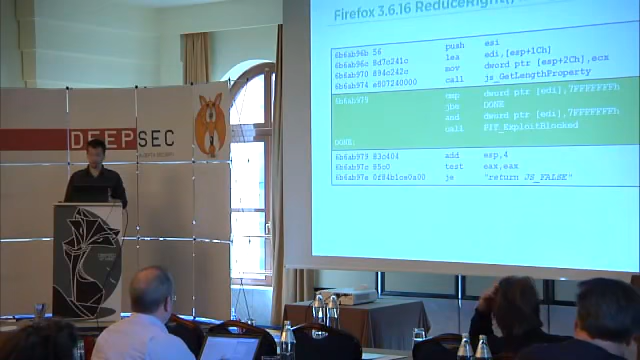 Firefox 3.6.16 ReduceRight()
6b6ab96b 56 push esi
6b6ab96c 8d7c241c lea edi,[esp+1Ch]
6b6ab970 894c242c mov dword ptr [esp+2Ch],ecx
6b6ab974 e807240000 call js_GetLengthProperty
6b6ab979 cmp dword ptr [edi],7FFFFFFFh
jbe DONE
and dword ptr [edi],7FFFFFFFh
call PIT_ExploitBlocked
DONE:
6b6ab979 83c404 add esp,4
6b6ab97c 85c0 test eax,eax
6b6ab97e 0f84b1ce0a00 je "return JS_FALSE"
DEEPSEC